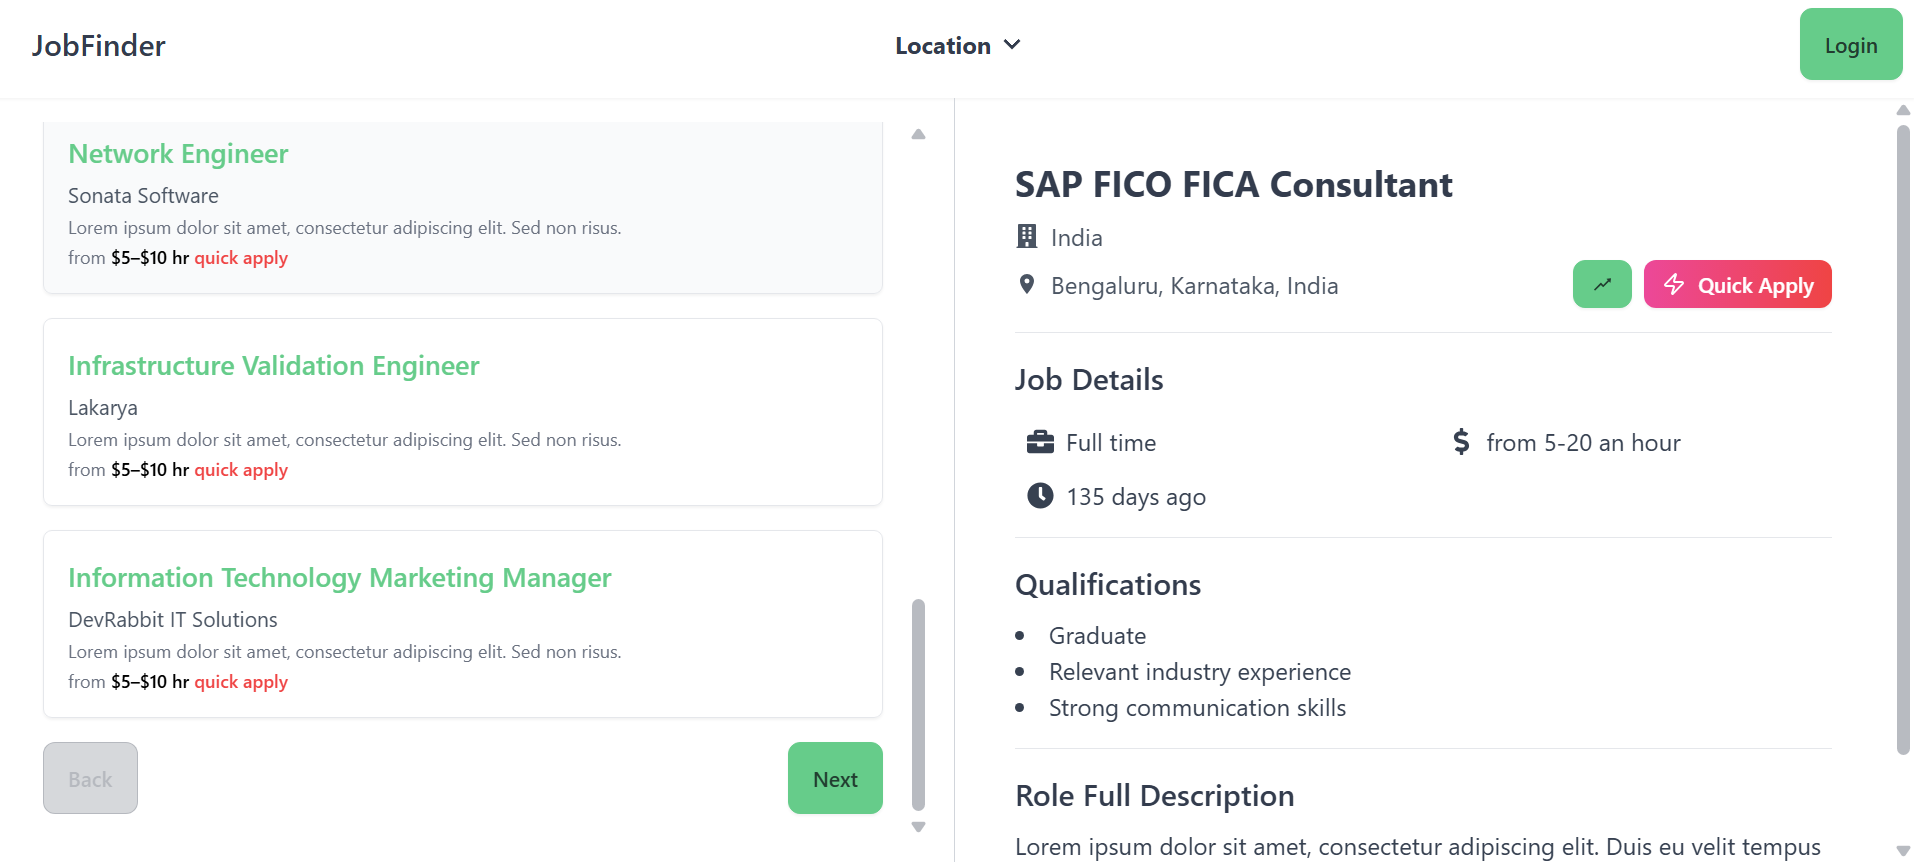 JobFinder
Location
Login
Network Engineer
Sonata Software
Lorem ipsum dolor sit amet, consectetur adipiscing elit. Sed non risus.
from $5–$10 hr quick apply
Infrastructure Validation Engineer
Lakarya
Lorem ipsum dolor sit amet, consectetur adipiscing elit. Sed non risus.
from $5–$10 hr quick apply
Information Technology Marketing Manager
DevRabbit IT Solutions
Lorem ipsum dolor sit amet, consectetur adipiscing elit. Sed non risus.
from $5–$10 hr quick apply
Back
Next
SAP FICO FICA Consultant
India
Bengaluru, Karnataka, India
Quick Apply
Job Details
Full time
from 5-20 an hour
135 days ago
Qualifications
Graduate
Relevant industry experience
Strong communication skills
Role Full Description
Lorem ipsum dolor sit amet, consectetur adipiscing elit. Duis eu velit tempus